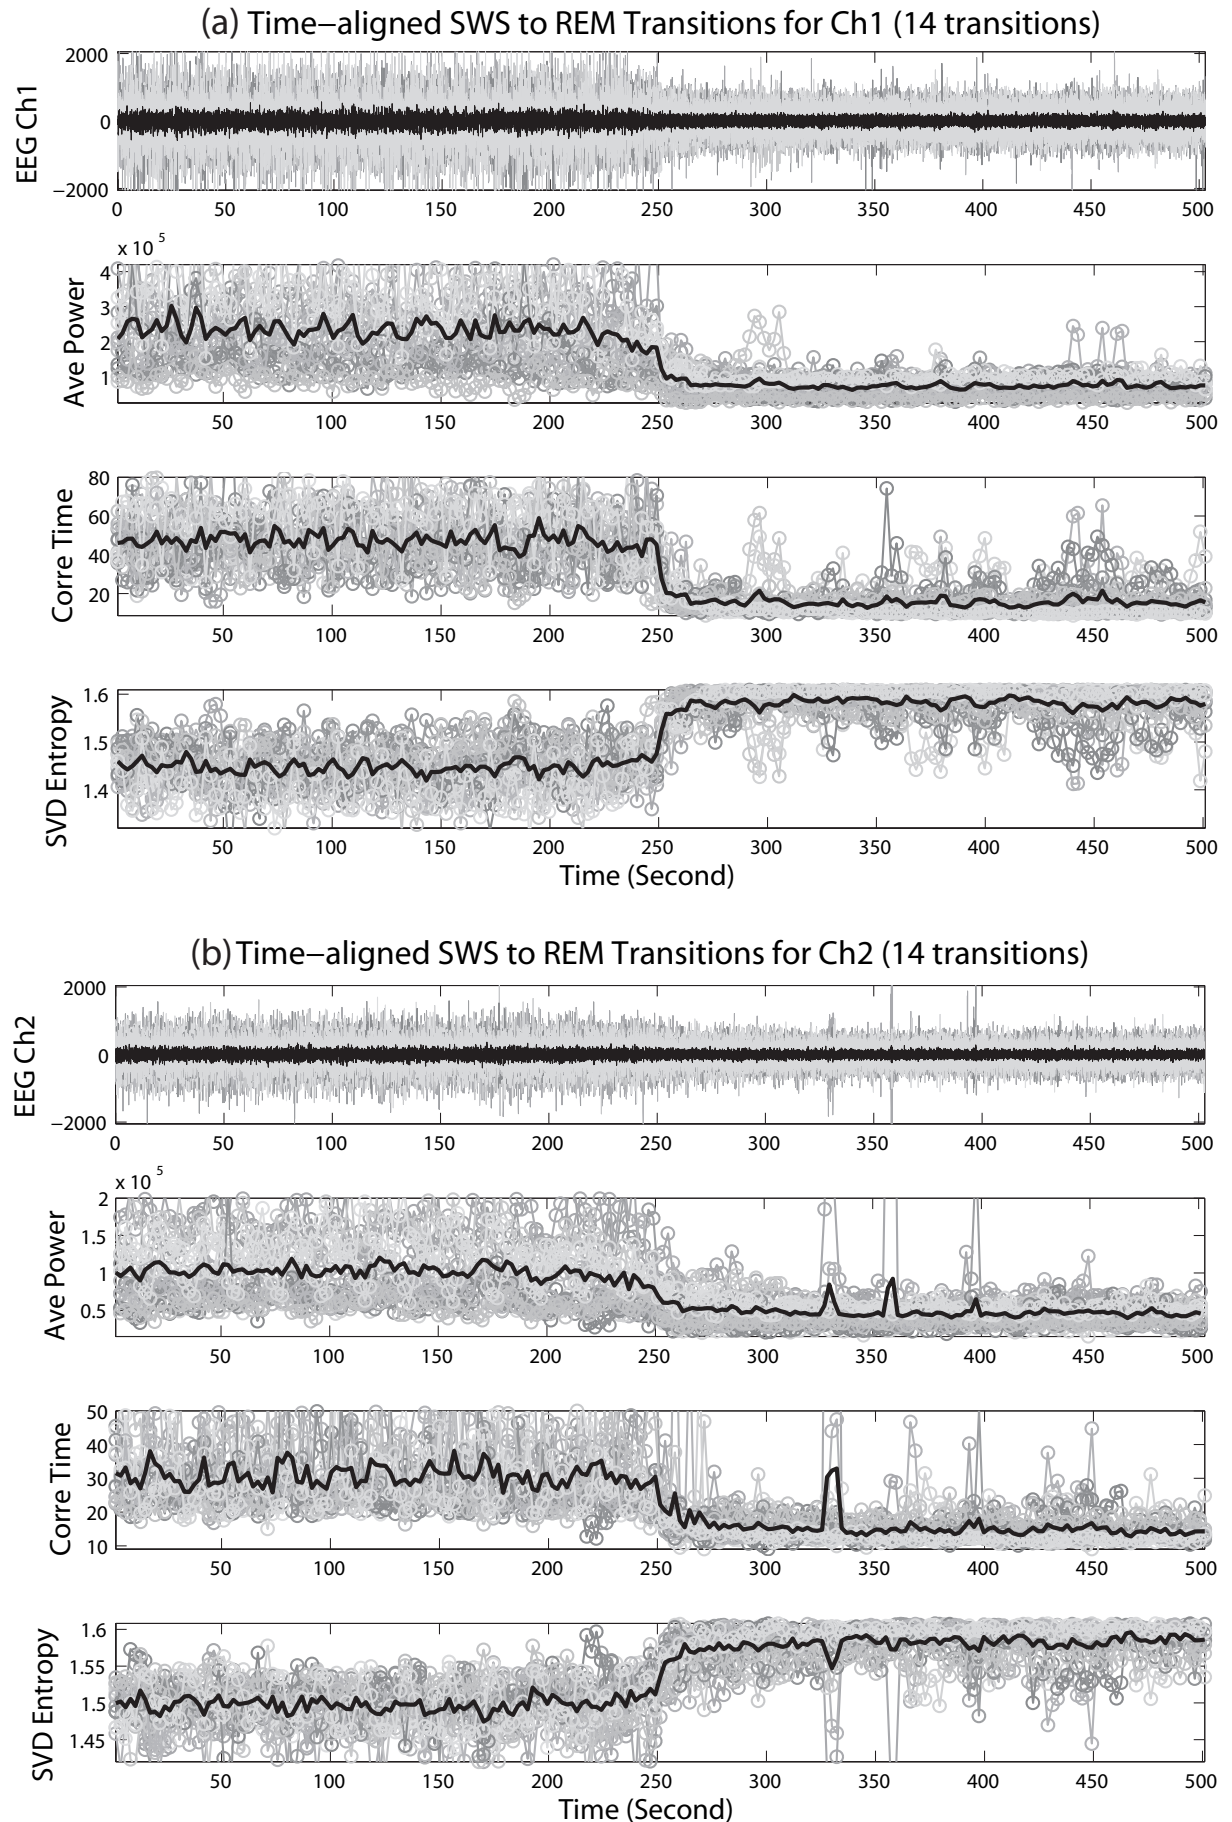 (a) Time−aligned SWS to REM Transitions for Ch1 (14 transitions)
EEG Ch1
2000
0
−2000
0 50 100 150 200 250 300 350 400 450 500
x 10 5
Ave Power
4
3
2
1
50 100 150 200 250 300 350 400 450 500
Corre Time
80
60
40
20
50 100 150 200 250 300 350 400 450 500
SVD Entropy
1.6
1.5
1.4
50 100 150 200 250 300 350 400 450 500
Time (Second)
(b) Time−aligned SWS to REM Transitions for Ch2 (14 transitions)
EEG Ch2
2000
0
−2000
0 50 100 150 200 250 300 350 400 450 500
x 10 5
Ave Power
2
1.5
1
0.5
50 100 150 200 250 300 350 400 450 500
Corre Time
50
40
30
20
10
50 100 150 200 250 300 350 400 450 500
SVD Entropy
1.6
1.55
1.5
1.45
50 100 150 200 250 300 350 400 450 500
Time (Second)